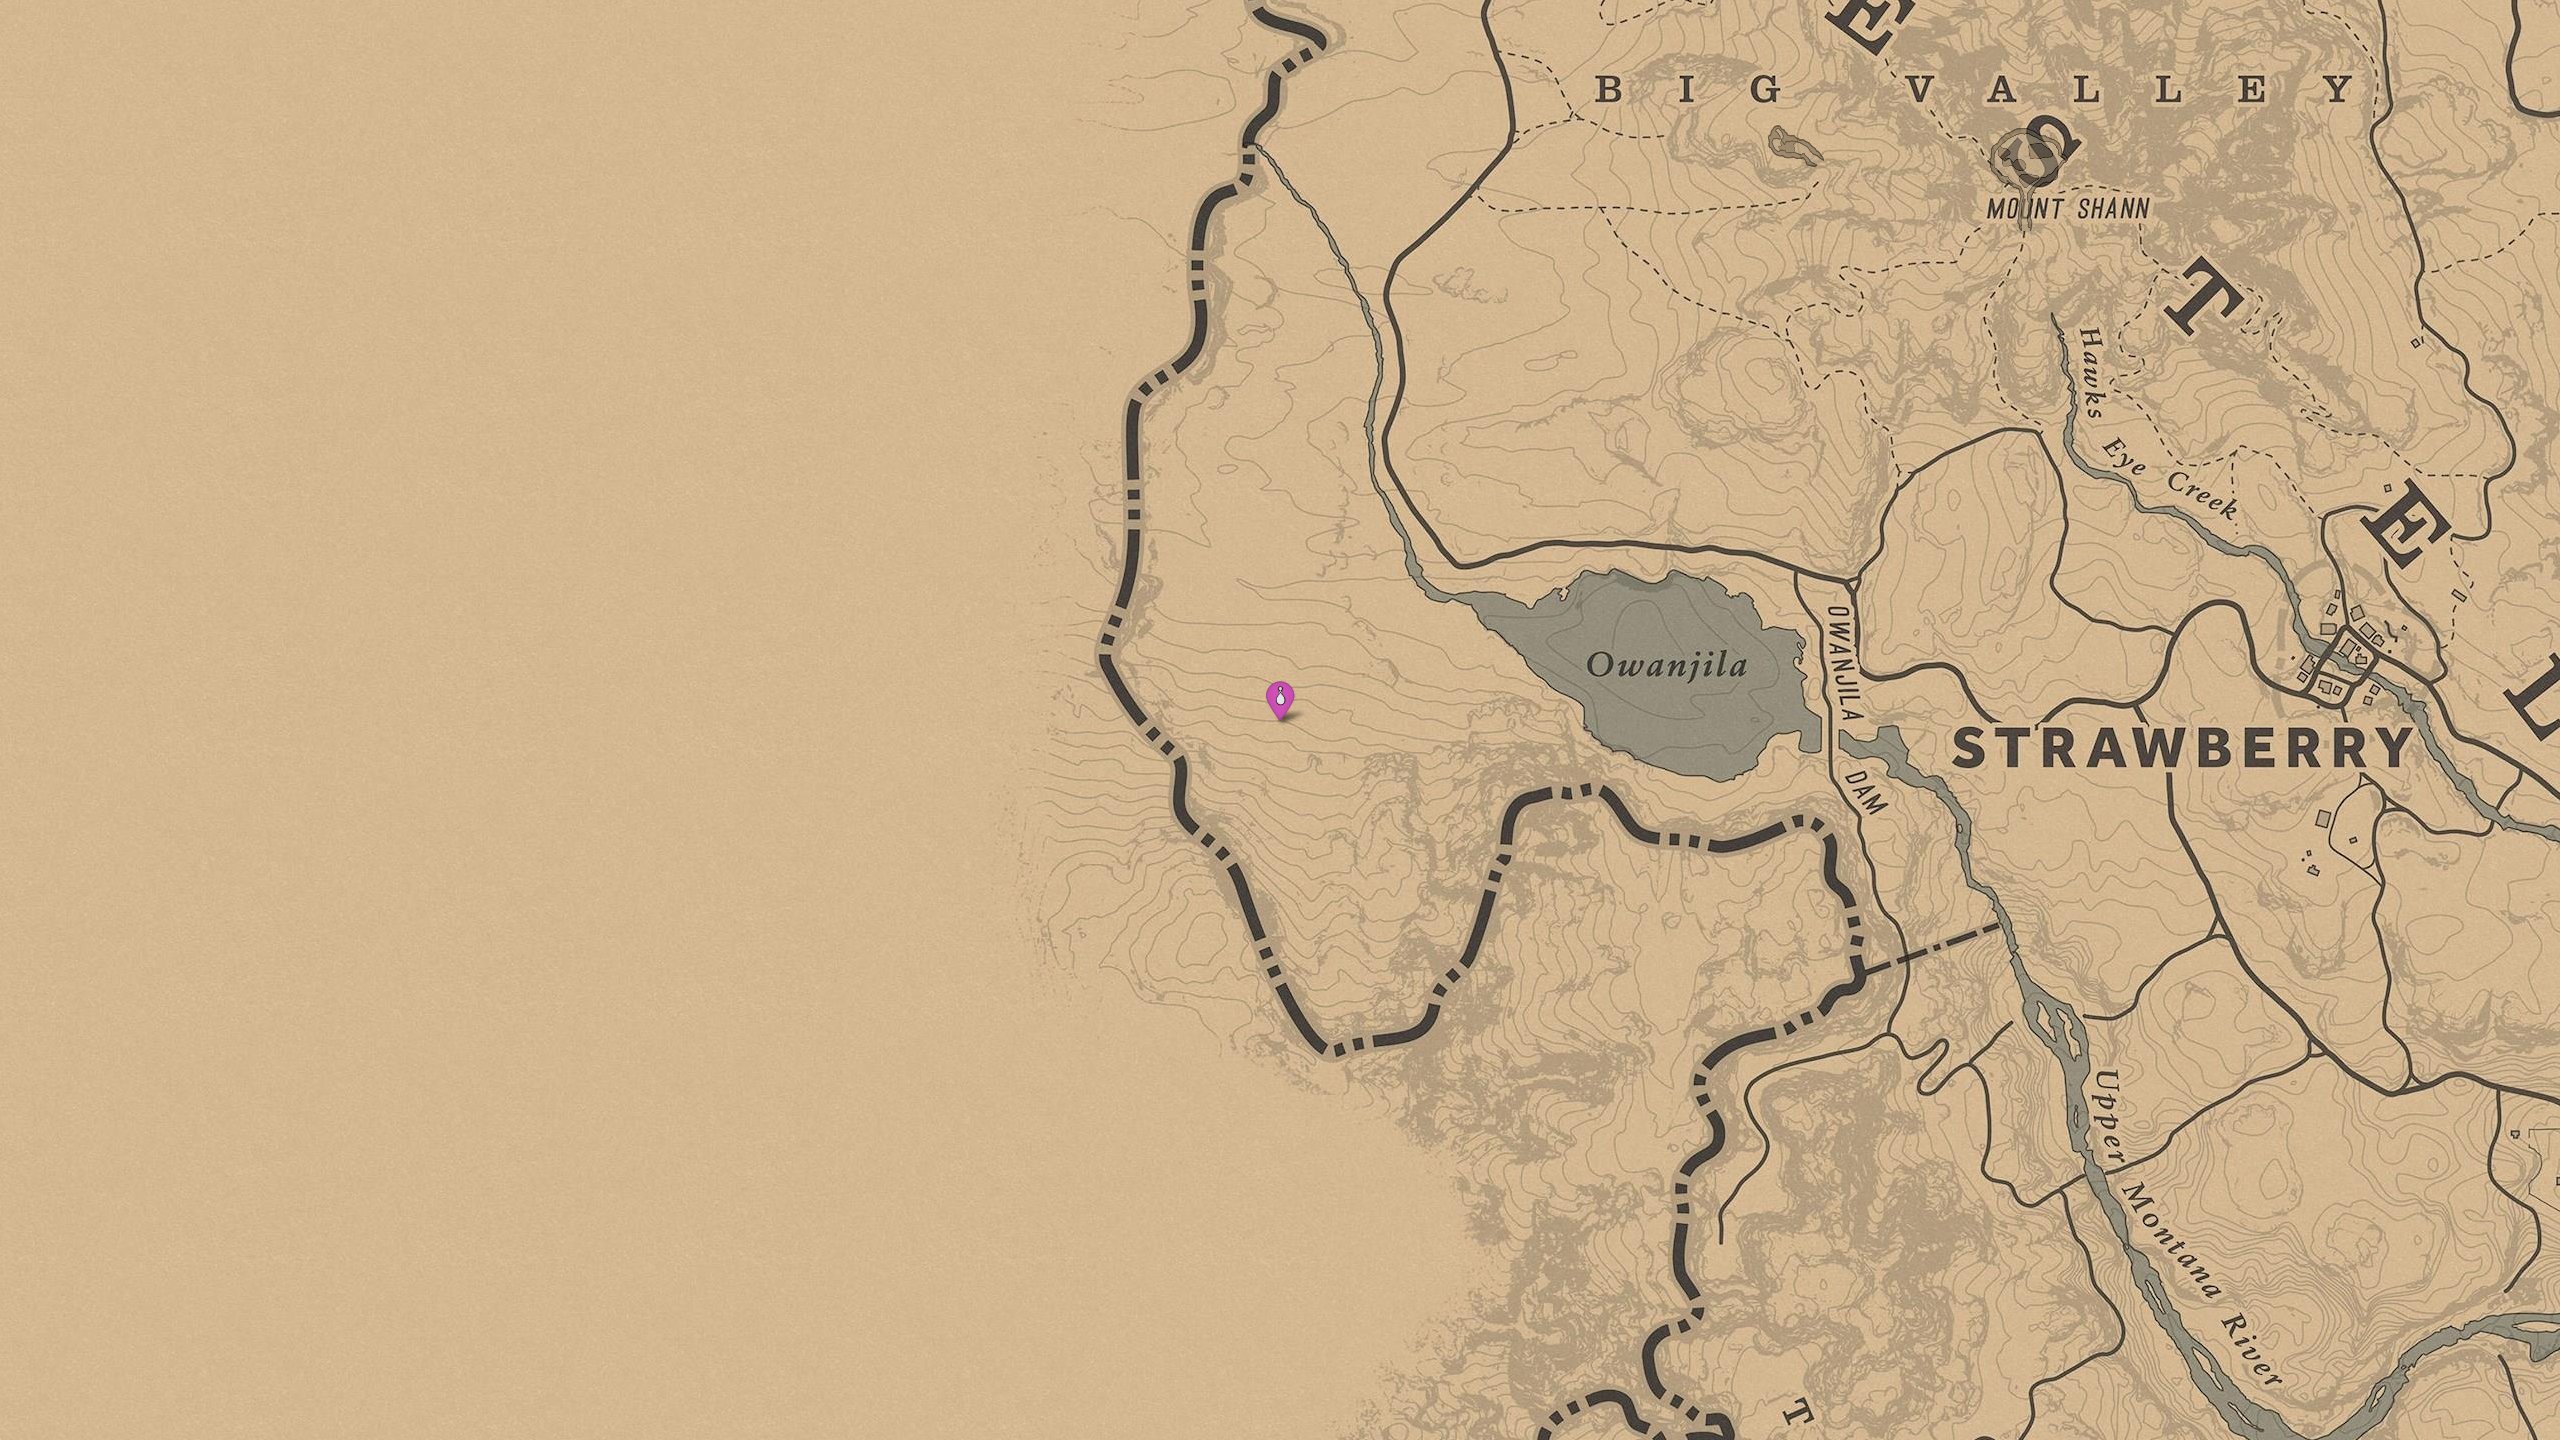 E
BIG VALLEY
S
MOUNT SHANN
T
Hawks Eye Creek
E
OWANJILA DAM
Owanjila
L
STRAWBERRY
Upper Montana River
T